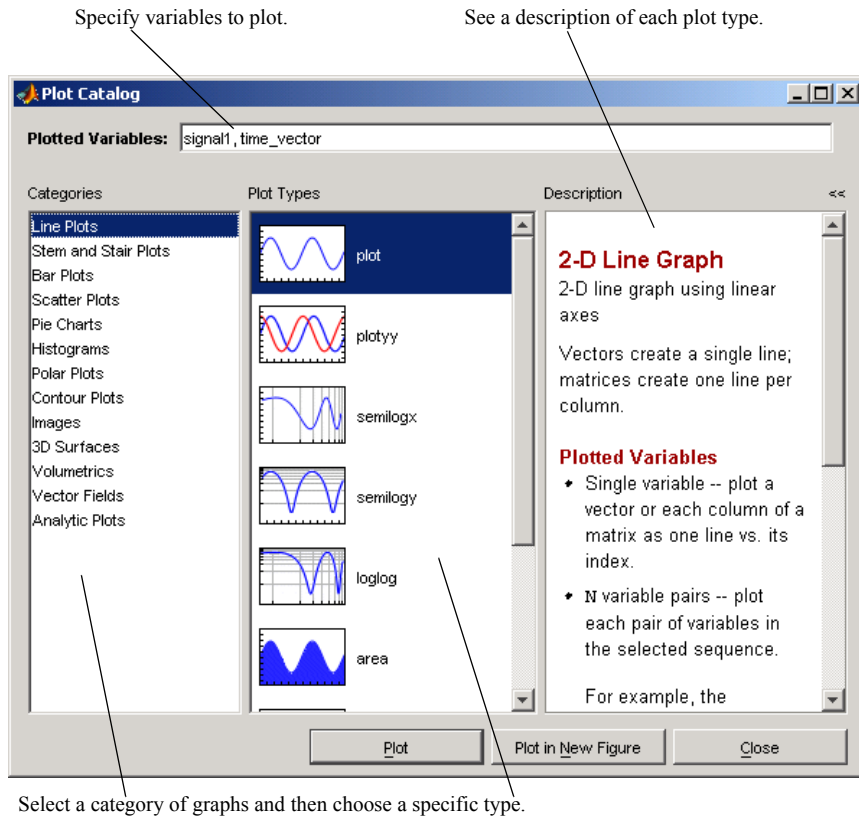 Specify variables to plot.
See a description of each plot type.
Plot Catalog
Plotted Variables: signal1,time_vector
Categories
Line Plots
Stem and Stair Plots
Bar Plots
Scatter Plots
Pie Charts
Histograms
Polar Plots
Contour Plots
Images
3D Surfaces
Volumetrics
Vector Fields
Analytic Plots
Plot Types
plot
plotyy
semilogx
semilogy
loglog
area
Description <<
2-D Line Graph
2-D line graph using linear
axes
Vectors create a single line;
matrices create one line per
column.
Plotted Variables
• Single variable -- plot a
vector or each column of a
matrix as one line vs. its
index.
• N variable pairs -- plot
each pair of variables in
the selected sequence.
For example, the
Plot
Plot in New Figure
Close
Select a category of graphs and then choose a specific type.